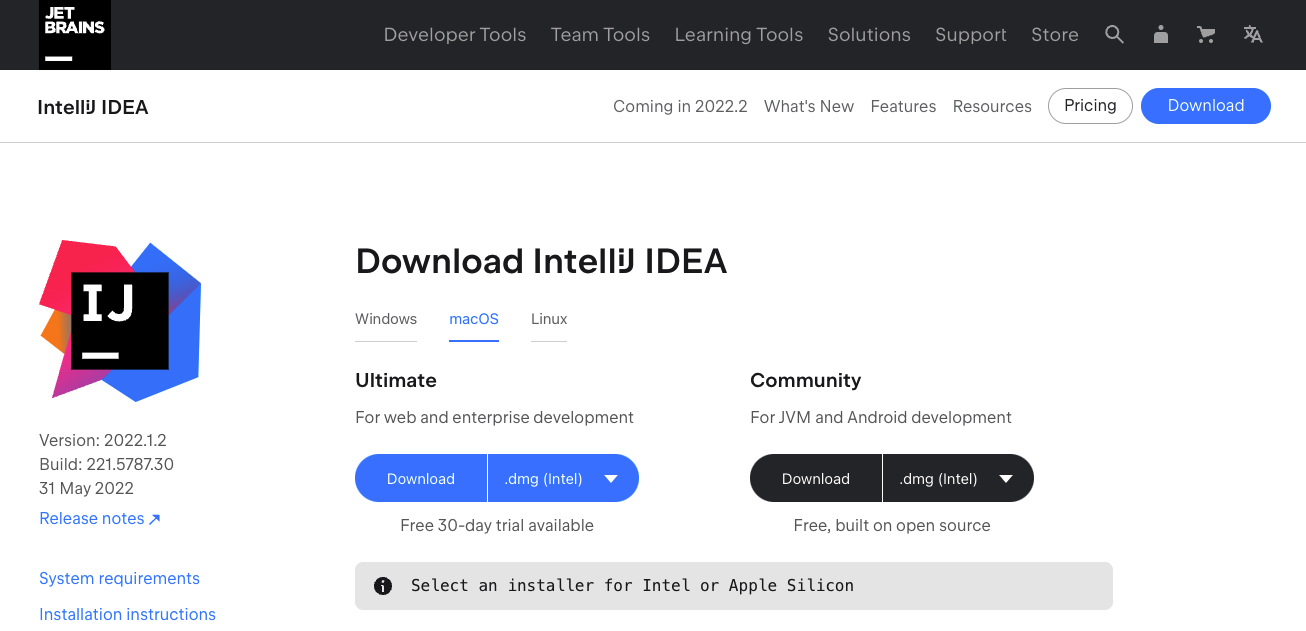 JET
BRAINS
Developer Tools Team Tools Learning Tools Solutions Support Store
IntelliJ IDEA
Coming in 2022.2 What's New Features Resources Pricing Download
IJ
Version: 2022.1.2
Build: 221.5787.30
31 May 2022
Release notes ↗
System requirements
Installation instructions
Download IntelliJ IDEA
Windows macOS Linux
Ultimate
For web and enterprise development
Download .dmg (Intel)
Free 30-day trial available
Community
For JVM and Android development
Download .dmg (Intel)
Free, built on open source
Select an installer for Intel or Apple Silicon